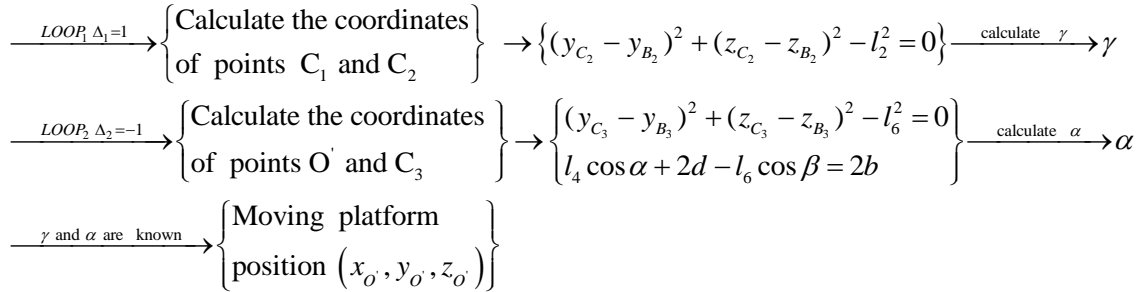 LOOP₁ Δ₁=1 → {Calculate the coordinates of points C₁ and C₂} → {(y_{C₂} − y_{B₂})² + (z_{C₂} − z_{B₂})² − l₂² = 0} calculate γ → γ
LOOP₂ Δ₂=−1 → {Calculate the coordinates of points O' and C₃} → {(y_{C₃} − y_{B₃})² + (z_{C₃} − z_{B₃})² − l₆² = 0
l₄ cos α + 2d − l₆ cos β = 2b} calculate α → α
γ and α are known → {Moving platform position (x_{O'}, y_{O'}, z_{O'})}